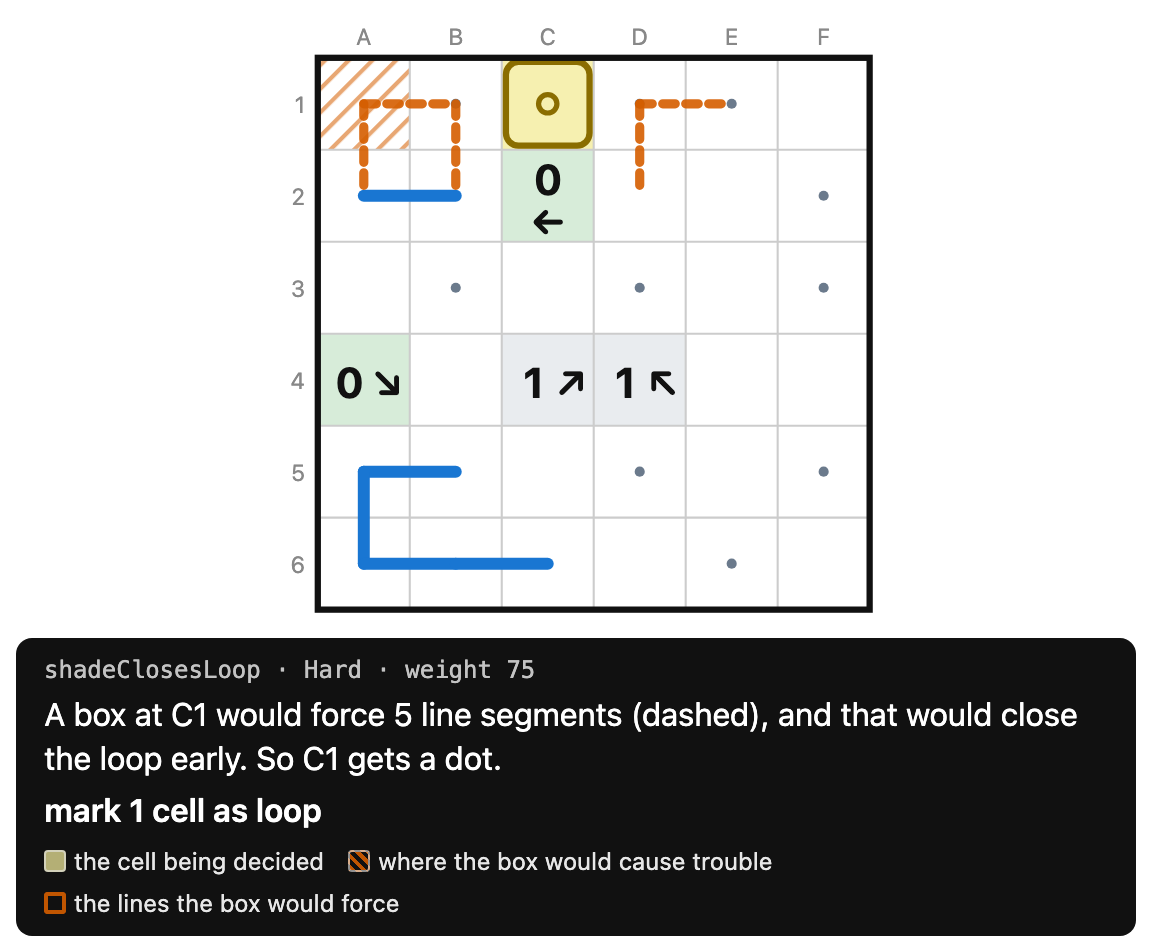 A B C D E F
1
2 0
←
3
4 0 ↘ 1 ↗ 1 ↖
5
6
shadeClosesLoop · Hard · weight 75
A box at C1 would force 5 line segments (dashed), and that would close
the loop early. So C1 gets a dot.
mark 1 cell as loop
the cell being decided where the box would cause trouble
the lines the box would force